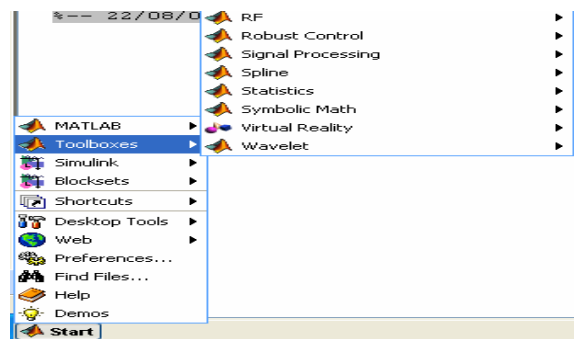 %-- 22/08/0
RF
Robust Control
Signal Processing
Spline
Statistics
Symbolic Math
Virtual Reality
Wavelet
MATLAB
Toolboxes
Simulink
Blocksets
Shortcuts
Desktop Tools
Web
Preferences...
Find Files...
Help
Demos
Start